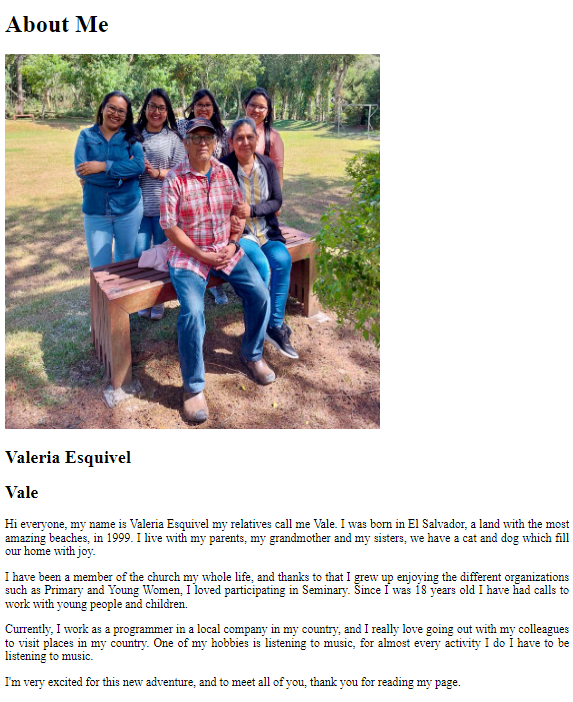 About Me
Valeria Esquivel
Vale
Hi everyone, my name is Valeria Esquivel my relatives call me Vale. I was born in El Salvador, a land with the most
amazing beaches, in 1999. I live with my parents, my grandmother and my sisters, we have a cat and dog which fill
our home with joy.
I have been a member of the church my whole life, and thanks to that I grew up enjoying the different organizations
such as Primary and Young Women, I loved participating in Seminary. Since I was 18 years old I have had calls to
work with young people and children.
Currently, I work as a programmer in a local company in my country, and I really love going out with my colleagues
to visit places in my country. One of my hobbies is listening to music, for almost every activity I do I have to be
listening to music.
I'm very excited for this new adventure, and to meet all of you, thank you for reading my page.